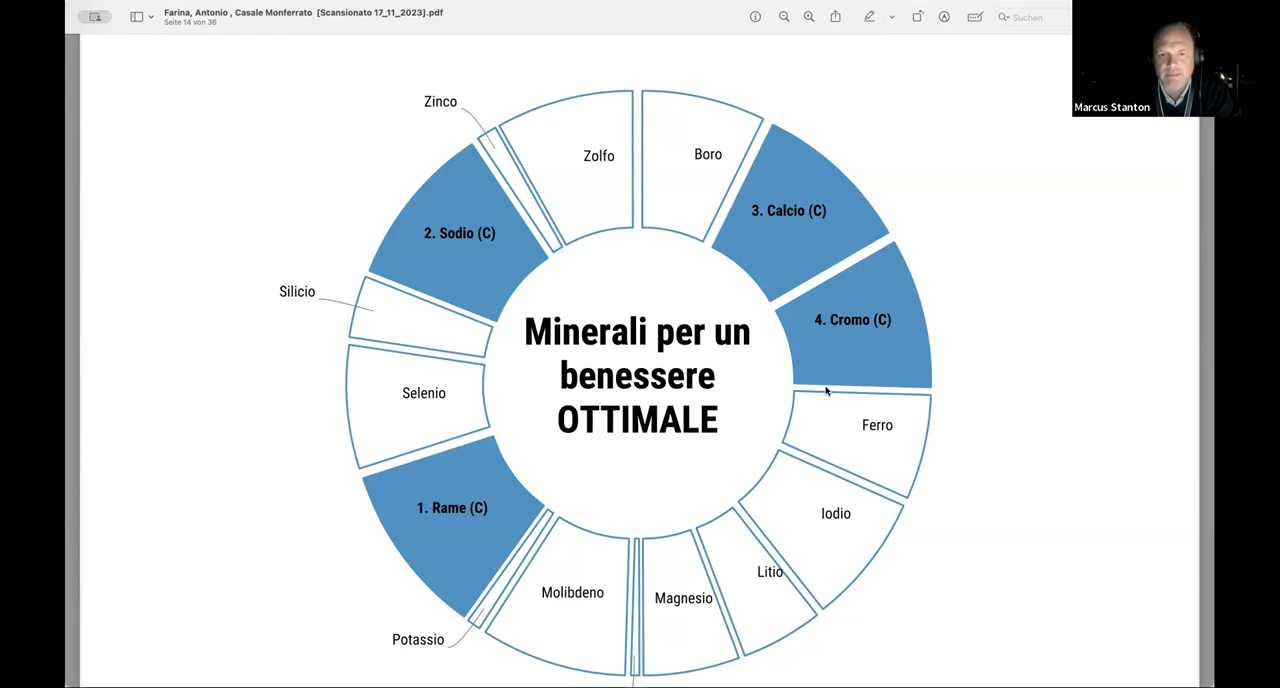 Farina, Antonio , Casale Monferrato [Scansionato 17_11_2023].pdf
Seite 14 von 36
Suchen
Marcus Stanton
Zinco
Zolfo
Boro
3. Calcio (C)
2. Sodio (C)
Silicio
4. Cromo (C)
Minerali per un
benessere
OTTIMALE
Selenio
Ferro
1. Rame (C)
Iodio
Litio
Molibdeno
Magnesio
Potassio